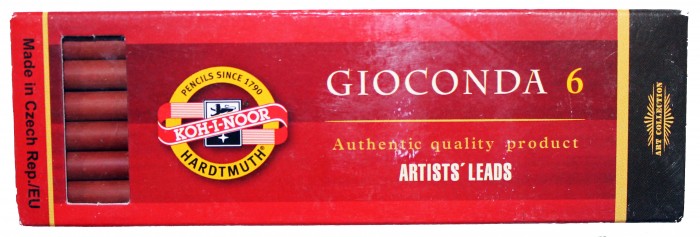 Made in Czech Rep./EU
PENCILS SINCE 1790
KOH-I-NOOR
HARDTMUTH®
GIOCONDA 6
Authentic quality product
ARTISTS' LEADS
ART COLLECTION